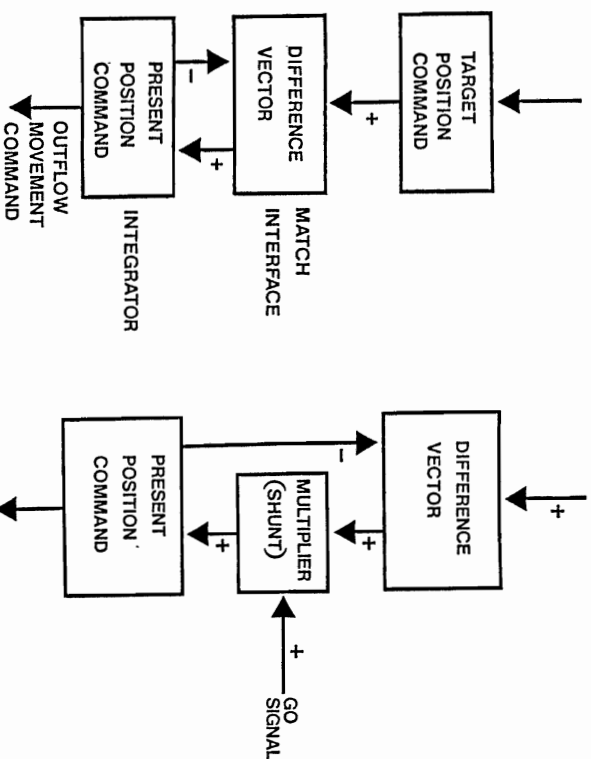 TARGET
POSITION
COMMAND
+
DIFFERENCE
VECTOR
MATCH
INTERFACE
−
+
PRESENT
POSITION
COMMAND
INTEGRATOR
OUTFLOW
MOVEMENT
COMMAND
+
DIFFERENCE
VECTOR
−
+
MULTIPLIER
(SHUNT)
+
GO
SIGNAL
+
PRESENT
POSITION
COMMAND